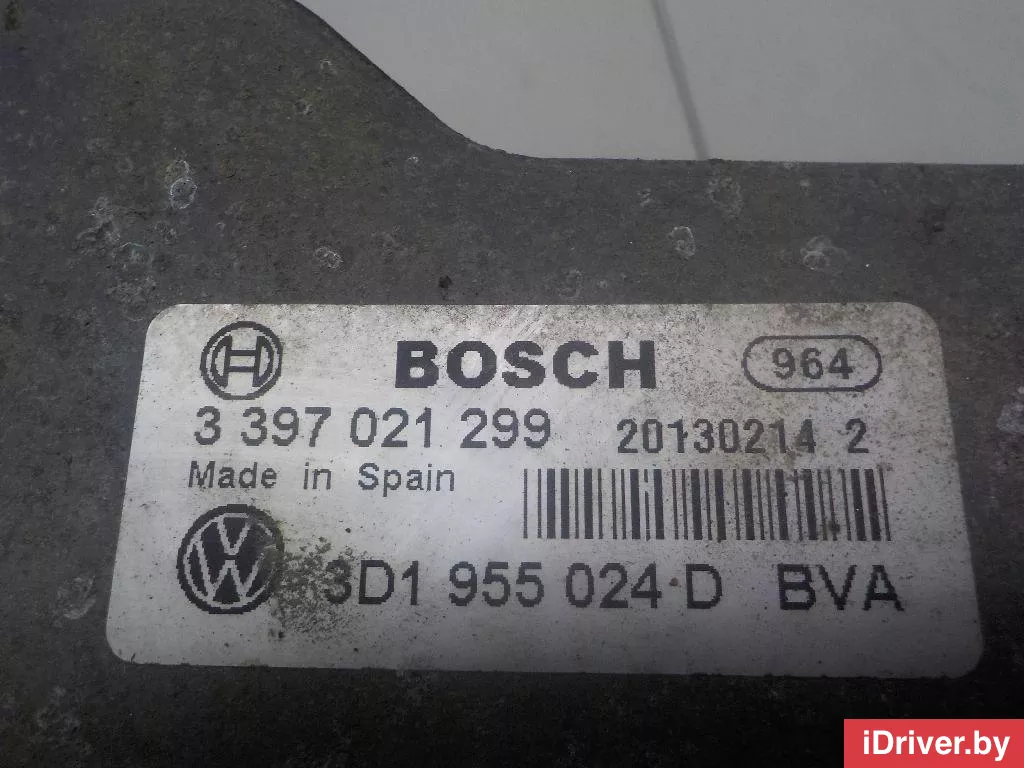 BOSCH 964
3 397 021 299 20130214 2
Made in Spain
3D1 955 024 D BVA
iDriver.by